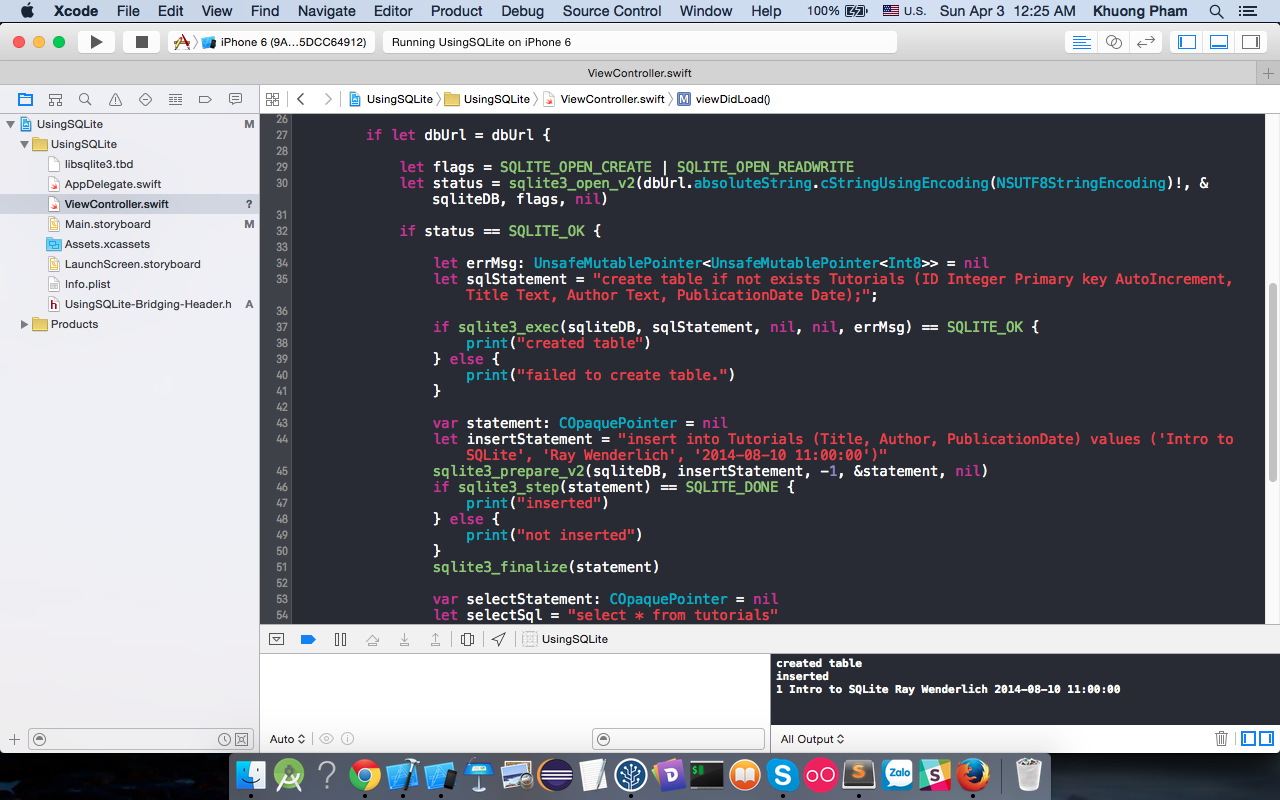 Xcode File Edit View Find Navigate Editor Product Debug Source Control Window Help 100% U.S. Sun Apr 3 12:25 AM Khuong Pham
iPhone 6 (9A...5DCC64912)
Running UsingSQLite on iPhone 6
ViewController.swift
UsingSQLite
UsingSQLite
ViewController.swift
M viewDidLoad()
UsingSQLite M
UsingSQLite
libsqlite3.tbd
AppDelegate.swift
ViewController.swift ?
Main.storyboard M
Assets.xcassets
LaunchScreen.storyboard
Info.plist
h UsingSQLite-Bridging-Header.h A
Products
26
27 if let dbUrl = dbUrl {
28
29 let flags = SQLITE_OPEN_CREATE | SQLITE_OPEN_READWRITE
30 let status = sqlite3_open_v2(dbUrl.absoluteString.cStringUsingEncoding(NSUTF8StringEncoding)!, &
sqliteDB, flags, nil)
31
32 if status == SQLITE_OK {
33
34 let errMsg: UnsafeMutablePointer<UnsafeMutablePointer<Int8>> = nil
35 let sqlStatement = "create table if not exists Tutorials (ID Integer Primary key AutoIncrement,
Title Text, Author Text, PublicationDate Date);";
36
37 if sqlite3_exec(sqliteDB, sqlStatement, nil, nil, errMsg) == SQLITE_OK {
38 print("created table")
39 } else {
40 print("failed to create table.")
41 }
42
43 var statement: COpaquePointer = nil
44 let insertStatement = "insert into Tutorials (Title, Author, PublicationDate) values ('Intro to
SQLite', 'Ray Wenderlich', '2014-08-10 11:00:00')"
45 sqlite3_prepare_v2(sqliteDB, insertStatement, -1, &statement, nil)
46 if sqlite3_step(statement) == SQLITE_DONE {
47 print("inserted")
48 } else {
49 print("not inserted")
50 }
51 sqlite3_finalize(statement)
52
53 var selectStatement: COpaquePointer = nil
54 let selectSql = "select * from tutorials"
UsingSQLite
created table
inserted
1 Intro to SQLite Ray Wenderlich 2014-08-10 11:00:00
Auto
All Output
Zalo